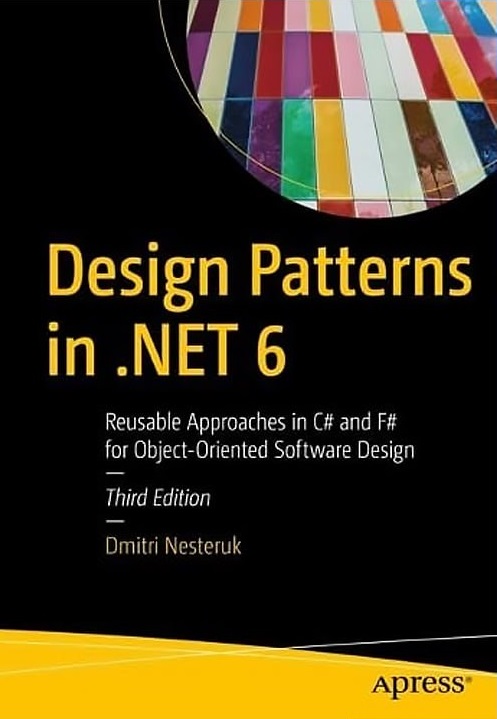 Design Patterns
in .NET 6
Reusable Approaches in C# and F#
for Object-Oriented Software Design
Third Edition
Dmitri Nesteruk
Apress®